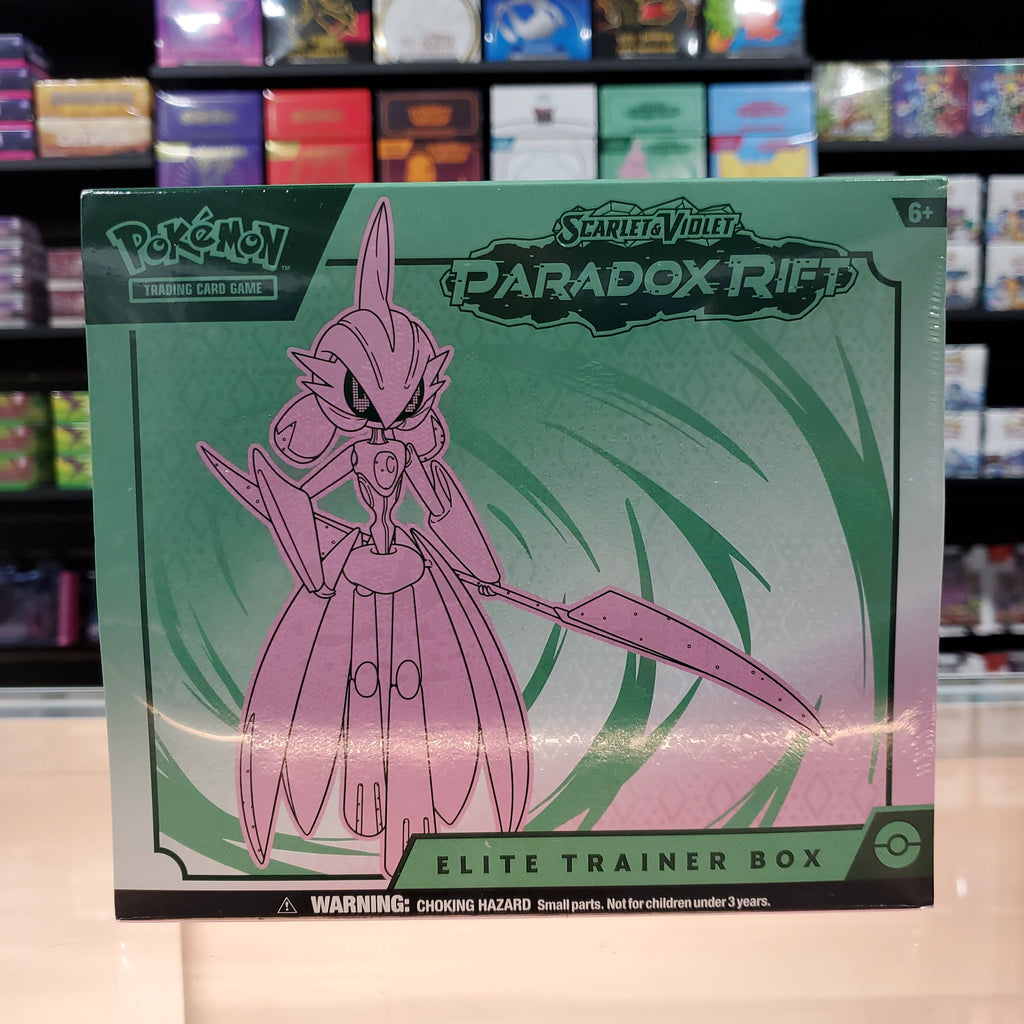 POKéMON™
TRADING CARD GAME
SCARLET & VIOLET
PARADOX RIFT
6+
ELITE TRAINER BOX
WARNING: CHOKING HAZARD Small parts. Not for children under 3 years.